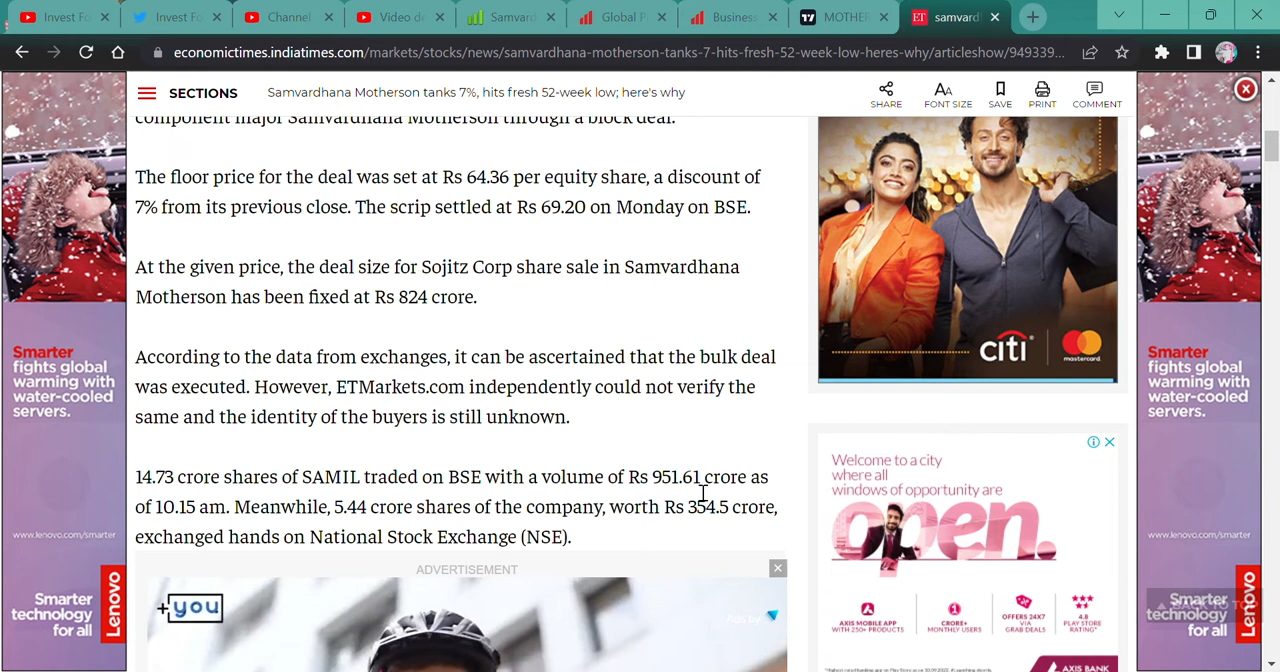 Invest Fo
Invest Fo
Channel
Video de
Samvard
Global P
Business
MOTHE
samvard
economictimes.indiatimes.com/markets/stocks/news/samvardhana-motherson-tanks-7-hits-fresh-52-week-low-heres-why/articleshow/949339...
SECTIONS
Samvardhana Motherson tanks 7%, hits fresh 52-week low; here's why
SHARE
FONT SIZE
SAVE
PRINT
COMMENT
component major Samvardhana Motherson through a block deal.
The floor price for the deal was set at Rs 64.36 per equity share, a discount of
7% from its previous close. The scrip settled at Rs 69.20 on Monday on BSE.
At the given price, the deal size for Sojitz Corp share sale in Samvardhana
Motherson has been fixed at Rs 824 crore.
According to the data from exchanges, it can be ascertained that the bulk deal
was executed. However, ETMarkets.com independently could not verify the
same and the identity of the buyers is still unknown.
14.73 crore shares of SAMIL traded on BSE with a volume of Rs 951.61 crore as
of 10.15 am. Meanwhile, 5.44 crore shares of the company, worth Rs 354.5 crore,
exchanged hands on National Stock Exchange (NSE).
ADVERTISEMENT
+you
Ads by
Smarter
fights global
warming with
water-cooled
servers.
www.lenovo.com/smarter
Smarter
technology
for all
Lenovo
citi
mastercard.
Welcome to a city
where all
windows of opportunity are
open.
AXIS MOBILE APP
WITH 250+ PRODUCTS
CRORE+
MONTHLY USERS
OFFERS 24X7
VIA
GRAB DEALS
4.8
PLAY STORE
RATING*
AXIS BANK
Smarter
fights global
warming with
water-cooled
servers.
www.lenovo.com/smarter
BACK TO TOP
Smarter
technology
for all
Lenovo